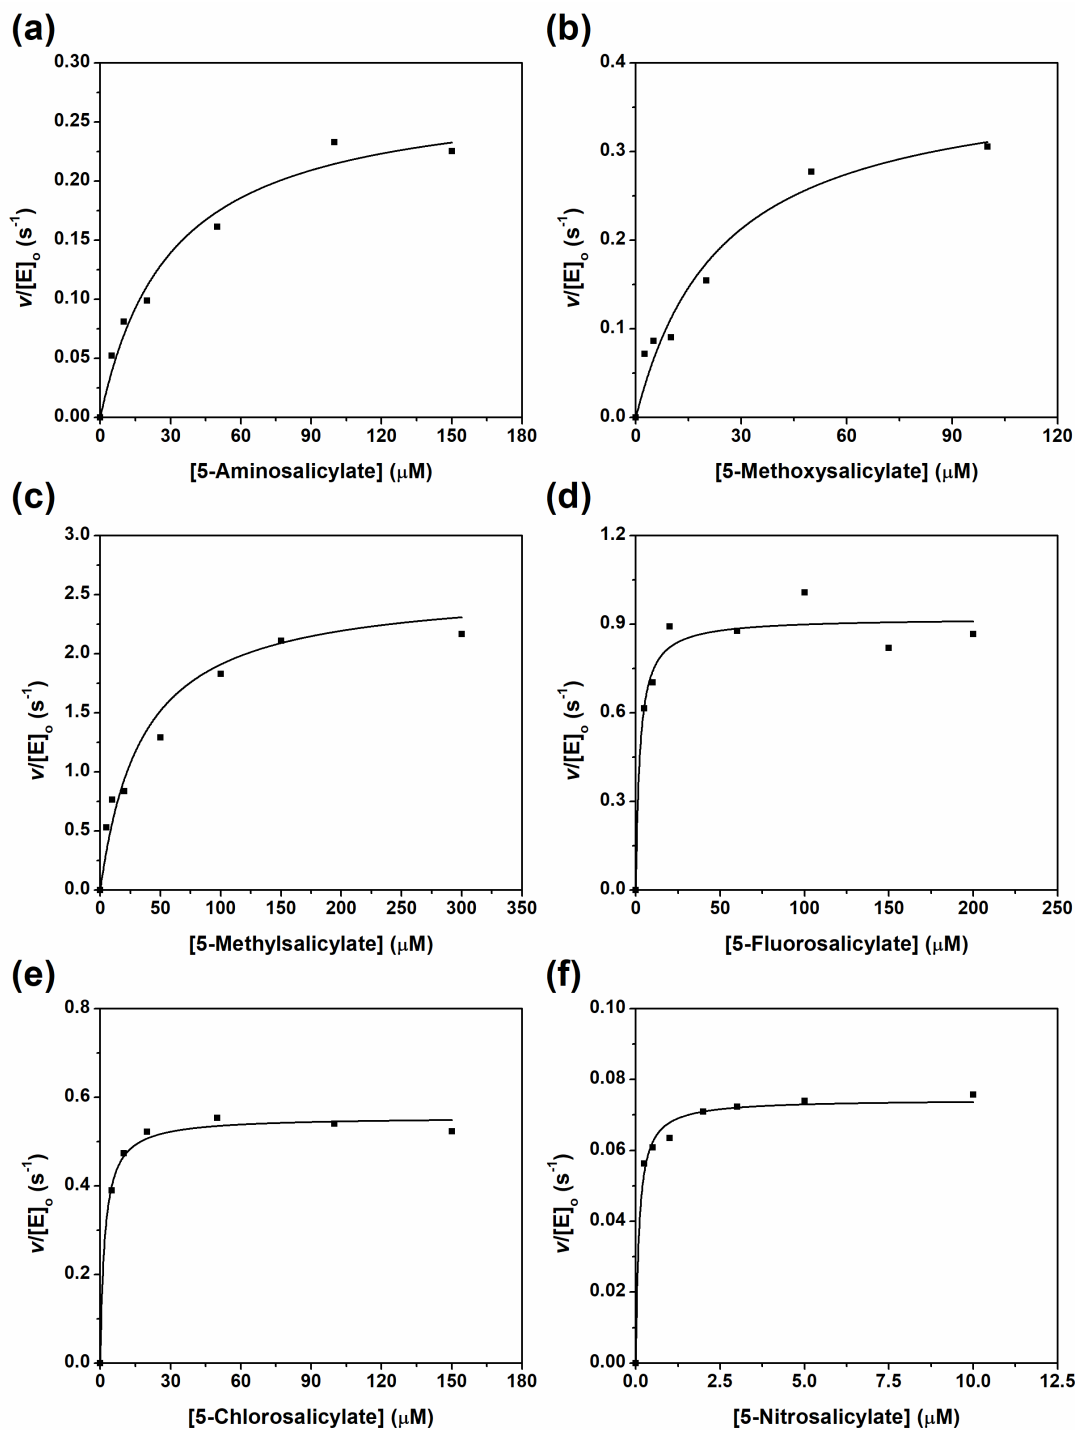 (a)
0.30
0.25
0.20
0.15
0.10
0.05
0.00
v/[E]o (s-1)
0 30 60 90 120 150 180
[5-Aminosalicylate] (μM)
(b)
0.4
0.3
0.2
0.1
0.0
v/[E]o (s-1)
0 30 60 90 120
[5-Methoxysalicylate] (μM)
(c)
3.0
2.5
2.0
1.5
1.0
0.5
0.0
v/[E]o (s-1)
0 50 100 150 200 250 300 350
[5-Methylsalicylate] (μM)
(d)
1.2
0.9
0.6
0.3
0.0
v/[E]o (s-1)
0 50 100 150 200 250
[5-Fluorosalicylate] (μM)
(e)
0.8
0.6
0.4
0.2
0.0
v/[E]o (s-1)
0 30 60 90 120 150 180
[5-Chlorosalicylate] (μM)
(f)
0.10
0.08
0.06
0.04
0.02
0.00
v/[E]o (s-1)
0.0 2.5 5.0 7.5 10.0 12.5
[5-Nitrosalicylate] (μM)